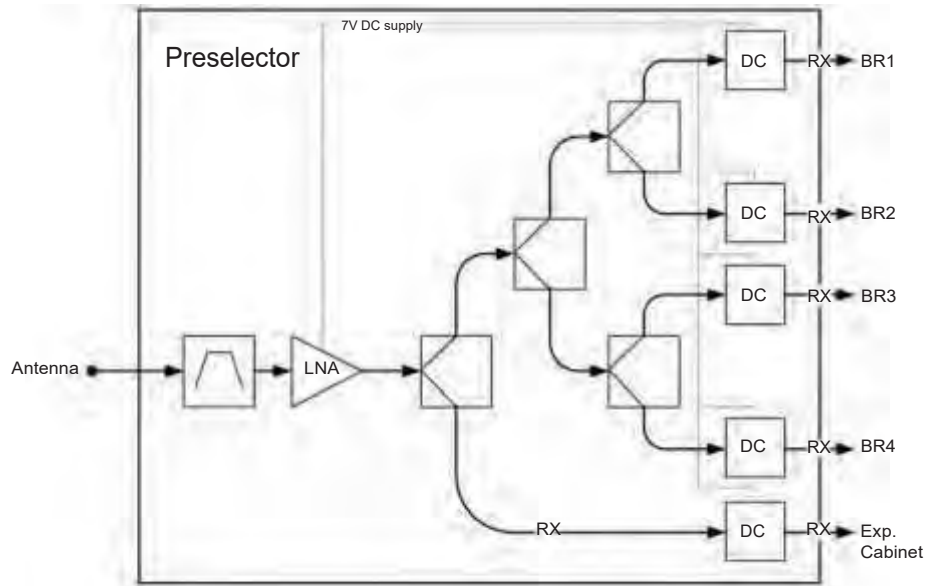 7V DC supply
Preselector
DC
RX
BR1
DC
RX
BR2
DC
RX
BR3
Antenna
LNA
DC
RX
BR4
RX
DC
RX
Exp.
Cabinet